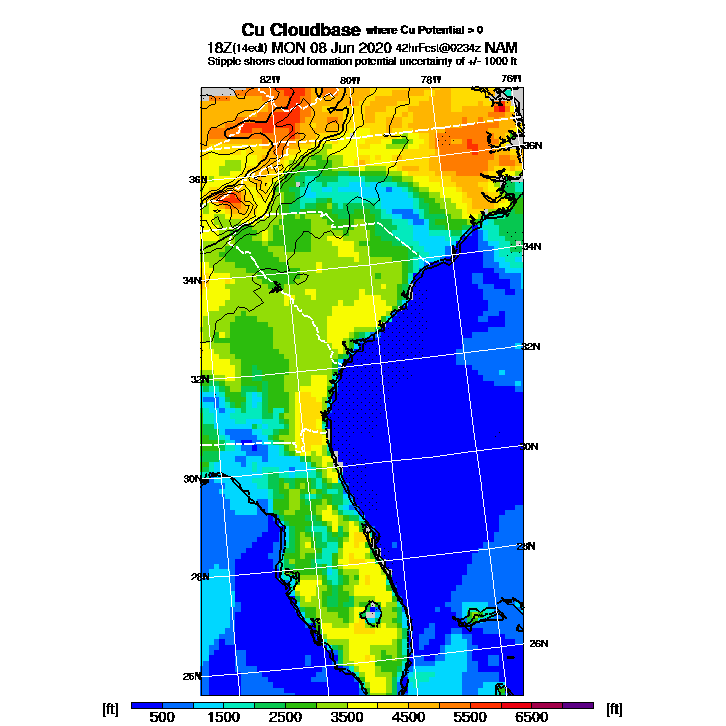 Cu Cloudbase where Cu Potential > 0
18Z(14edt) MON 08 Jun 2020 42hrFcst@0234z NAM
Stipple shows cloud formation potential uncertainty of +/- 1000 ft
82W 80W 78W 76W
36N
36N
34N
34N
32N
32N
30N
30N
28N
28N
26N
26N
[ft] 500 1500 2500 3500 4500 5500 6500 [ft]